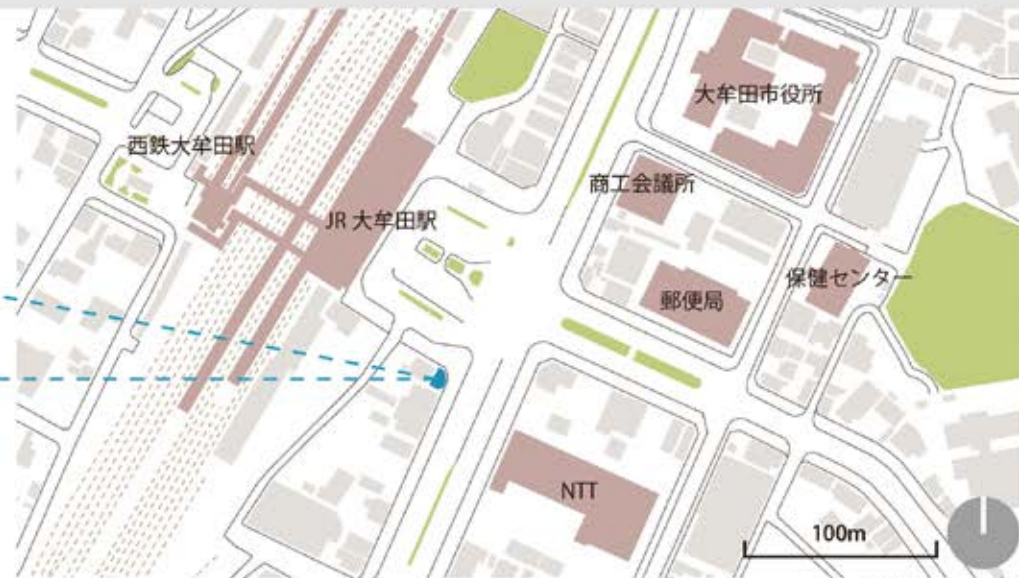 大牟田市役所
西鉄大牟田駅
商工会議所
JR 大牟田駅
保健センター
郵便局
NTT
100m